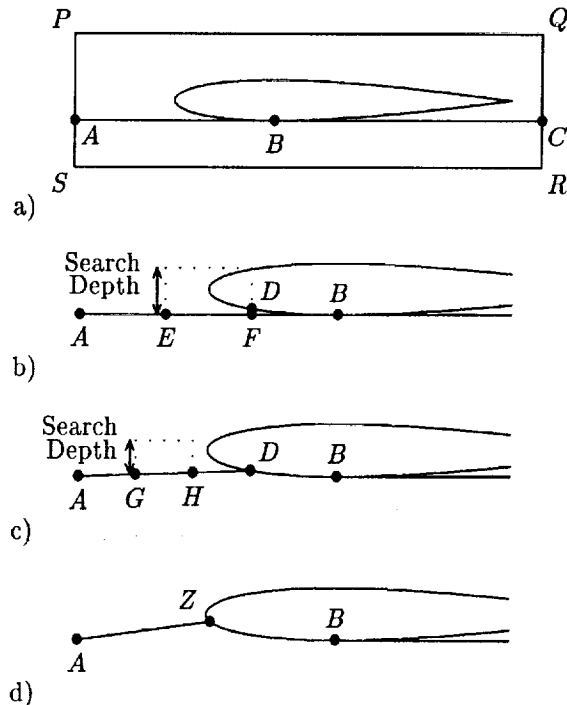 P Q
A B C
S R
a)
Search
Depth D B
A E F
b)
Search
Depth D B
A G H
c)
Z B
A
d)